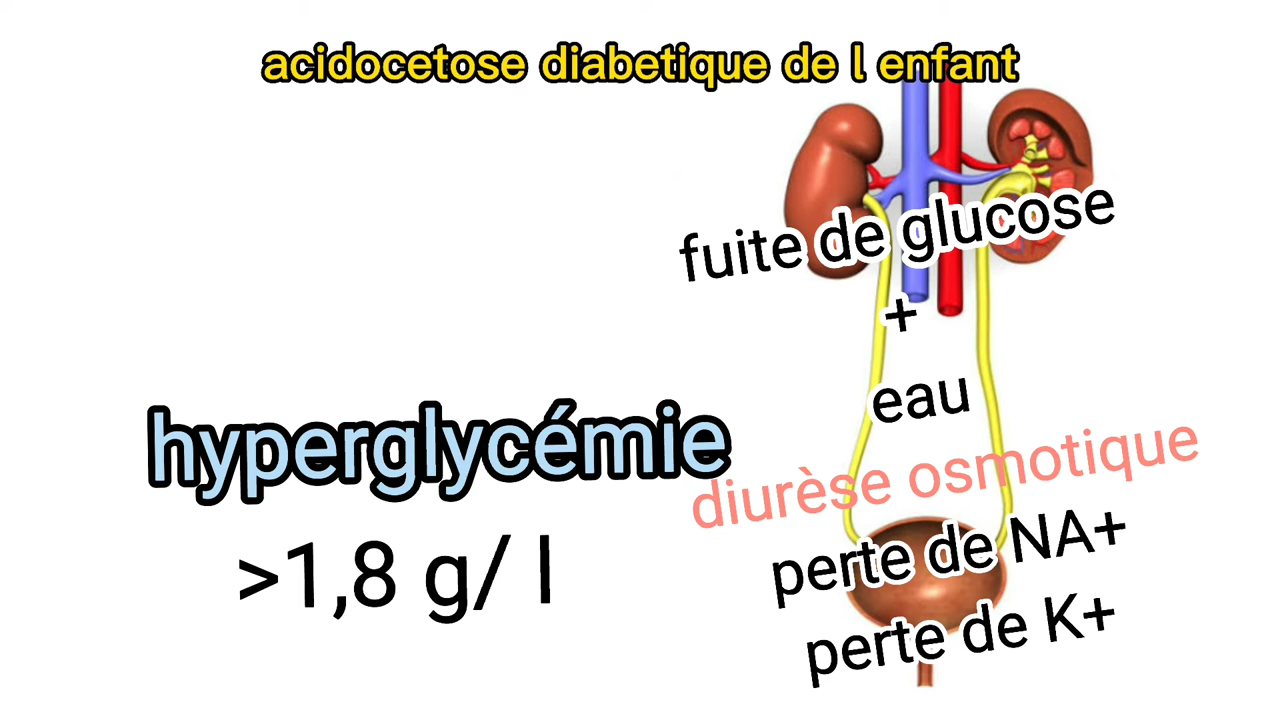 acidocetose diabetique de l enfant
fuite de glucose
+
eau
hyperglycémie
diurèse osmotique
>1,8 g/ l
perte de NA+
perte de K+